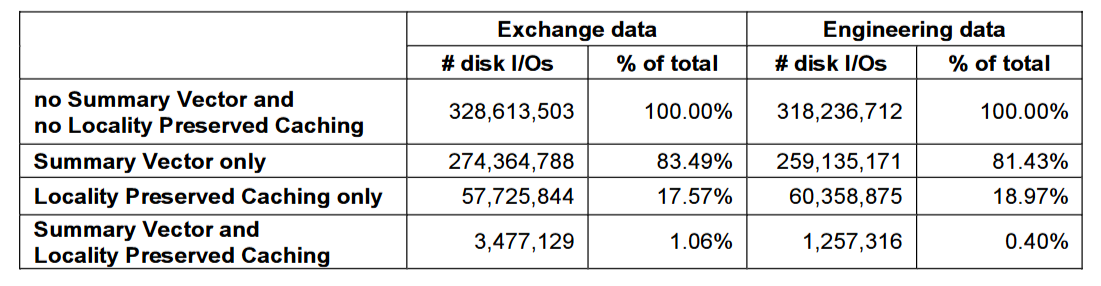 Exchange data Engineering data
# disk I/Os % of total # disk I/Os % of total
no Summary Vector and
no Locality Preserved Caching 328,613,503 100.00% 318,236,712 100.00%
Summary Vector only 274,364,788 83.49% 259,135,171 81.43%
Locality Preserved Caching only 57,725,844 17.57% 60,358,875 18.97%
Summary Vector and
Locality Preserved Caching 3,477,129 1.06% 1,257,316 0.40%